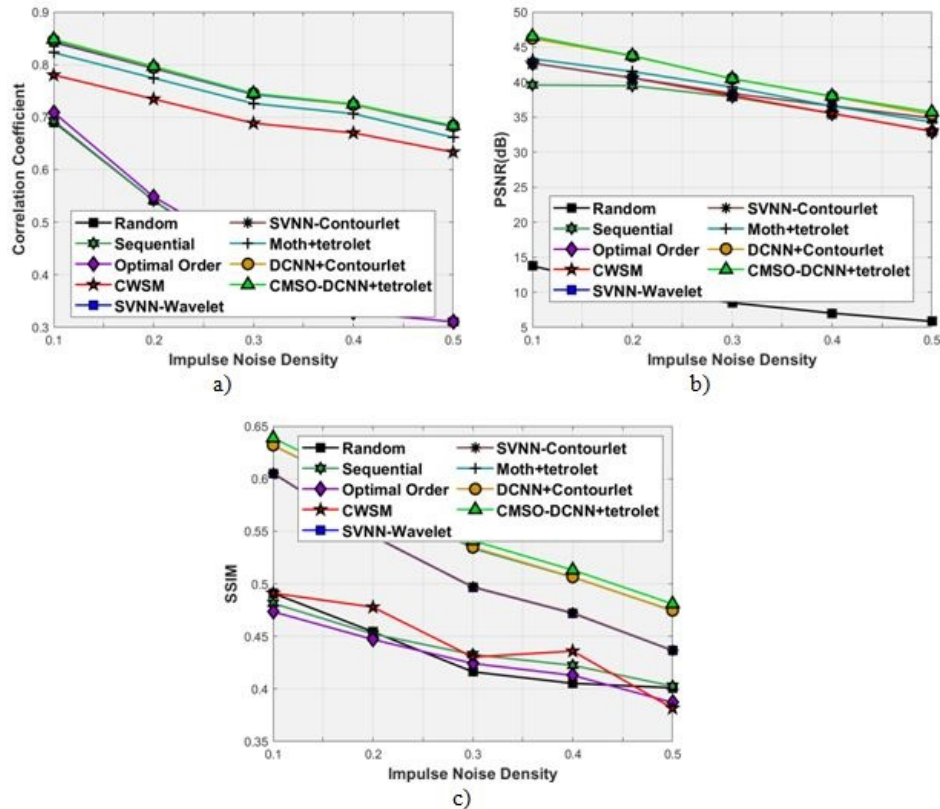 0.9
0.8
0.7
0.6
0.5
0.4
0.3
Correlation Coefficient
Random
Sequential
Optimal Order
CWSM
SVNN-Wavelet
SVNN-Contourlet
Moth+tetrolet
DCNN+Contourlet
CMSO-DCNN+tetrolet
0.1 0.2 0.3 0.4 0.5
Impulse Noise Density
a)
50
45
40
35
30
25
20
15
10
5
PSNR(dB)
Random
Sequential
Optimal Order
CWSM
SVNN-Wavelet
SVNN-Contourlet
Moth+tetrolet
DCNN+Contourlet
CMSO-DCNN+tetrolet
0.1 0.2 0.3 0.4 0.5
Impulse Noise Density
b)
0.65
0.6
0.55
0.5
0.45
0.4
0.35
SSIM
Random
Sequential
Optimal Order
CWSM
SVNN-Wavelet
SVNN-Contourlet
Moth+tetrolet
DCNN+Contourlet
CMSO-DCNN+tetrolet
0.1 0.2 0.3 0.4 0.5
Impulse Noise Density
c)